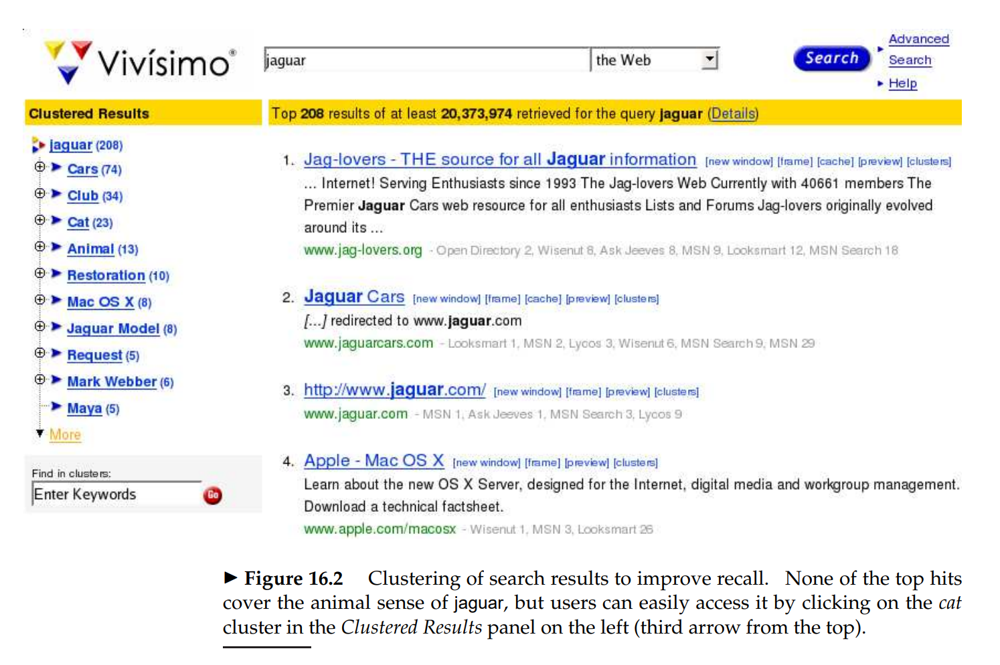 Vivísimo®
jaguar
the Web
Search
Advanced
Search
Help
Clustered Results
jaguar (208)
Cars (74)
Club (34)
Cat (23)
Animal (13)
Restoration (10)
Mac OS X (8)
Jaguar Model (8)
Request (5)
Mark Webber (6)
Maya (5)
More
Find in clusters:
Enter Keywords
Go
Top 208 results of at least 20,373,974 retrieved for the query jaguar (Details)
1. Jag-lovers - THE source for all Jaguar information [new window] [frame] [cache] [preview] [clusters]
... Internet! Serving Enthusiasts since 1993 The Jag-lovers Web Currently with 40661 members The
Premier Jaguar Cars web resource for all enthusiasts Lists and Forums Jag-lovers originally evolved
around its ...
www.jag-lovers.org - Open Directory 2, Wisenut 8, Ask Jeeves 8, MSN 9, Looksmart 12, MSN Search 18
2. Jaguar Cars [new window] [frame] [cache] [preview] [clusters]
[...] redirected to www.jaguar.com
www.jaguarcars.com - Looksmart 1, MSN 2, Lycos 3, Wisenut 6, MSN Search 9, MSN 29
3. http://www.jaguar.com/ [new window] [frame] [preview] [clusters]
www.jaguar.com - MSN 1, Ask Jeeves 1, MSN Search 3, Lycos 9
4. Apple - Mac OS X [new window] [frame] [preview] [clusters]
Learn about the new OS X Server, designed for the Internet, digital media and workgroup management.
Download a technical factsheet.
www.apple.com/macosx - Wisenut 1, MSN 3, Looksmart 26
► Figure 16.2 Clustering of search results to improve recall. None of the top hits
cover the animal sense of jaguar, but users can easily access it by clicking on the cat
cluster in the Clustered Results panel on the left (third arrow from the top).